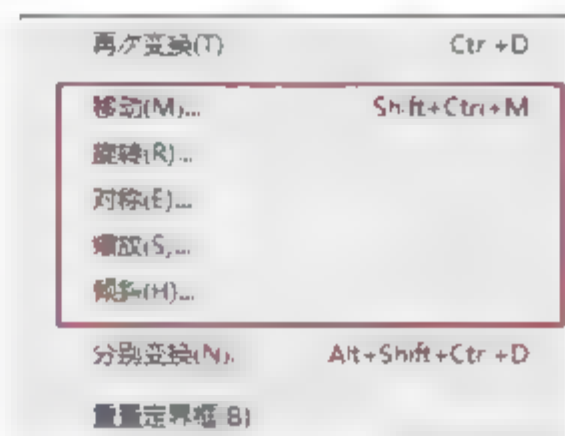 再次变换(T) Ctrl+D
移动(M)... Shift+Ctrl+M
旋转(R)...
对称(E)...
缩放(S)...
倾斜(H)...
分别变换(N)... Alt+Shift+Ctrl+D
重置定界框(B)